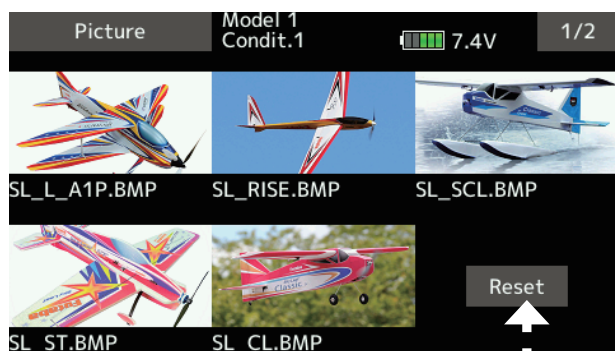 Picture
Model 1
Condit.1
7.4V
1/2
SL_L_A1P.BMP
SL_RISE.BMP
SL_SCL.BMP
Classic
SL_ST.BMP
SL_CL.BMP
Reset